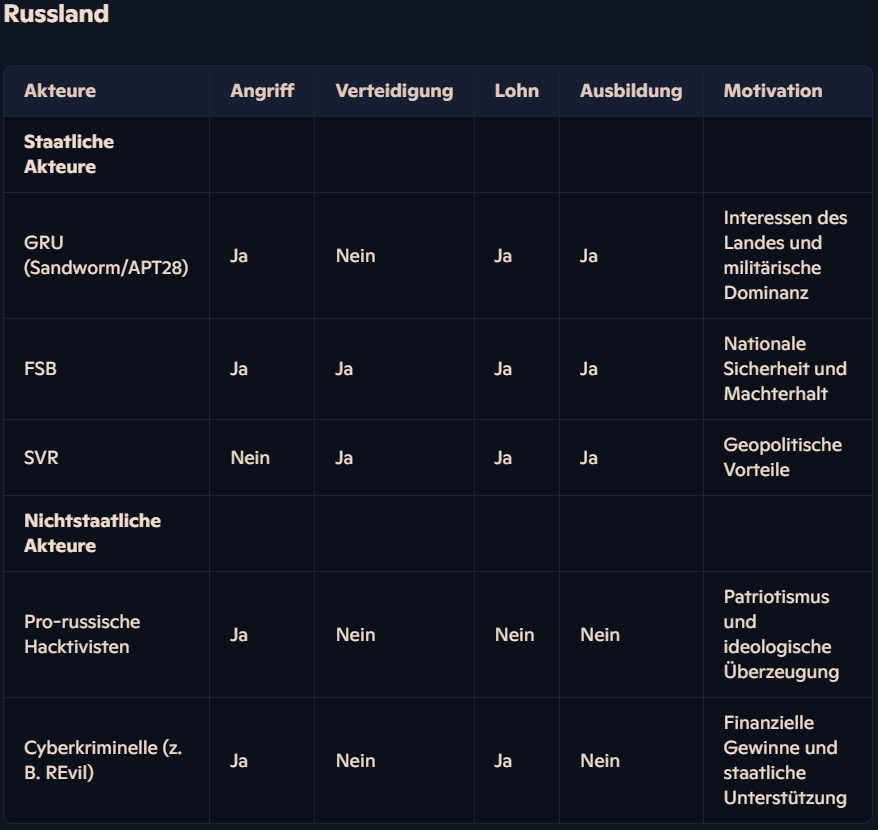 Russland
Akteure Angriff Verteidigung Lohn Ausbildung Motivation
Staatliche
Akteure
GRU
(Sandworm/APT28) Ja Nein Ja Ja Interessen des
Landes und
militärische
Dominanz
FSB Ja Ja Ja Ja Nationale
Sicherheit und
Machterhalt
SVR Nein Ja Ja Ja Geopolitische
Vorteile
Nichtstaatliche
Akteure
Pro-russische
Hacktivisten Ja Nein Nein Nein Patriotismus
und
ideologische
Überzeugung
Cyberkriminelle (z.
B. REvil) Ja Nein Ja Nein Finanzielle
Gewinne und
staatliche
Unterstützung